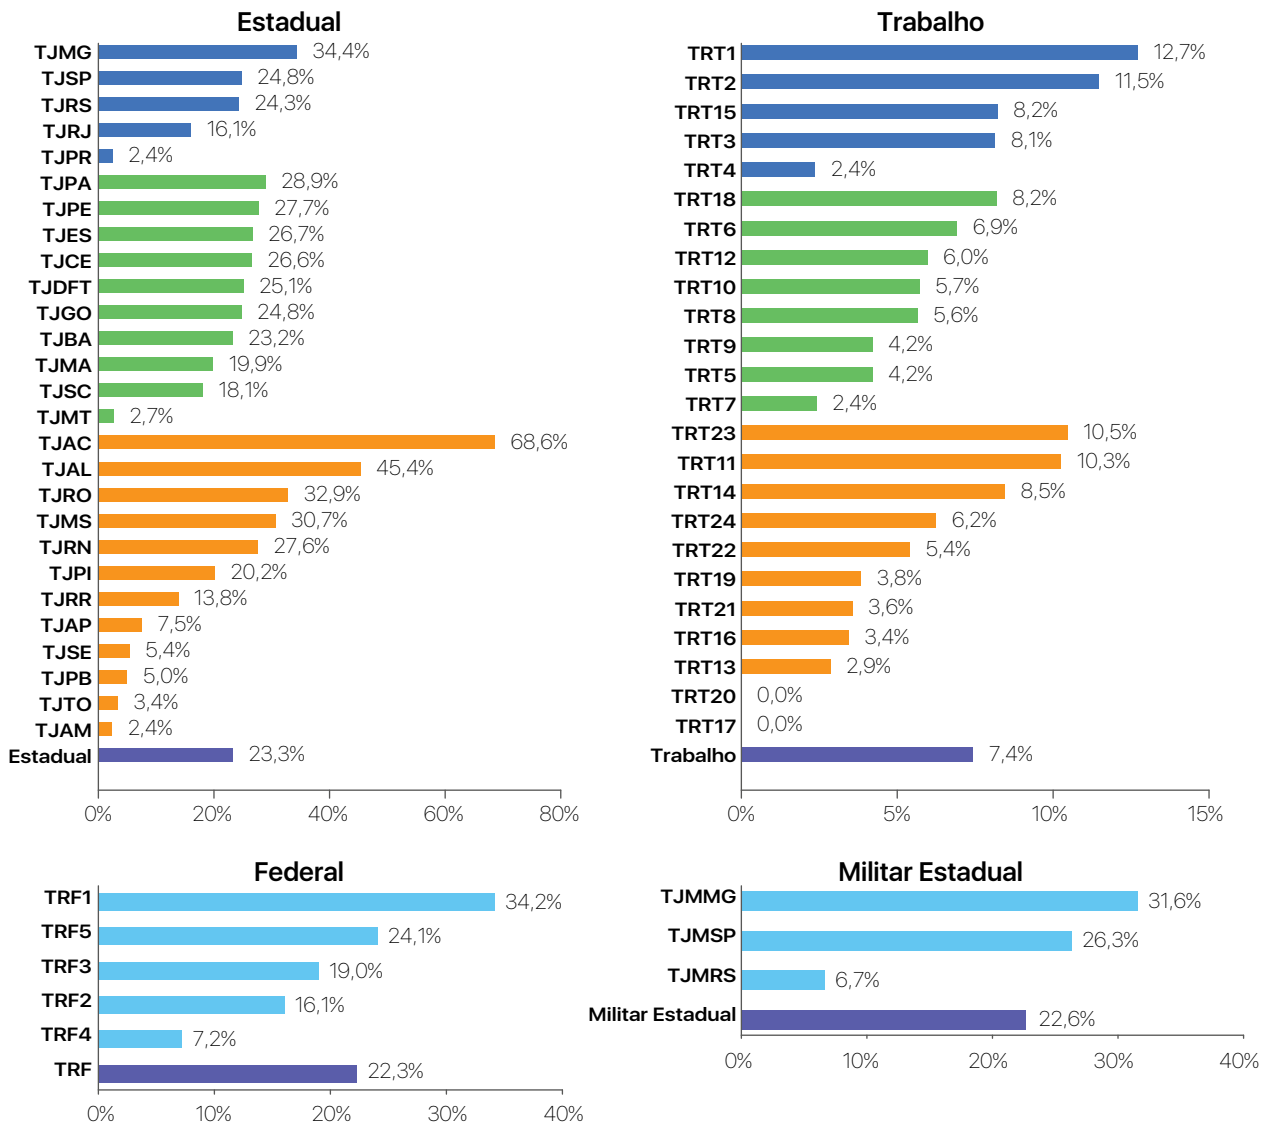 Estadual
TJMG 34,4%
TJSP 24,8%
TJRS 24,3%
TJRJ 16,1%
TJPR 2,4%
TJPA 28,9%
TJPE 27,7%
TJES 26,7%
TJCE 26,6%
TJDFT 25,1%
TJGO 24,8%
TJBA 23,2%
TJMA 19,9%
TJSC 18,1%
TJMT 2,7%
TJAC 68,6%
TJAL 45,4%
TJRO 32,9%
TJMS 30,7%
TJRN 27,6%
TJPI 20,2%
TJRR 13,8%
TJAP 7,5%
TJSE 5,4%
TJPB 5,0%
TJTO 3,4%
TJAM 2,4%
Estadual 23,3%
0% 20% 40% 60% 80%
Trabalho
TRT1 12,7%
TRT2 11,5%
TRT15 8,2%
TRT3 8,1%
TRT4 2,4%
TRT18 8,2%
TRT6 6,9%
TRT12 6,0%
TRT10 5,7%
TRT8 5,6%
TRT9 4,2%
TRT5 4,2%
TRT7 2,4%
TRT23 10,5%
TRT11 10,3%
TRT14 8,5%
TRT24 6,2%
TRT22 5,4%
TRT19 3,8%
TRT21 3,6%
TRT16 3,4%
TRT13 2,9%
TRT20 0,0%
TRT17 0,0%
Trabalho 7,4%
0% 5% 10% 15%
Federal
TRF1 34,2%
TRF5 24,1%
TRF3 19,0%
TRF2 16,1%
TRF4 7,2%
TRF 22,3%
0% 10% 20% 30% 40%
Militar Estadual
TJMMG 31,6%
TJMSP 26,3%
TJMRS 6,7%
Militar Estadual 22,6%
0% 10% 20% 30% 40%